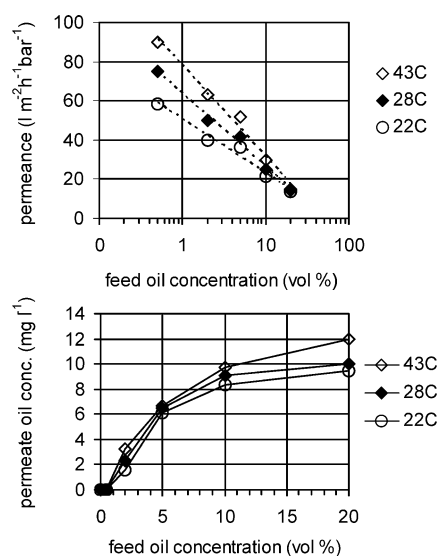 100
80
60
40
20
0
permeance (l m-2h-1bar-1)
0 1 10 100
feed oil concentration (vol %)
43C
28C
22C
14
12
10
8
6
4
2
0
permeate oil conc. (mg l-1)
0 5 10 15 20
feed oil concentration (vol %)
43C
28C
22C